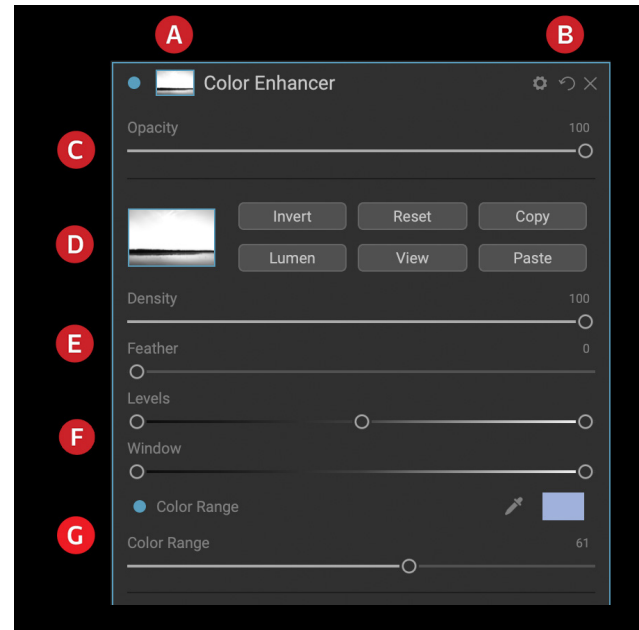 A
B
Color Enhancer
C
Opacity 100
D
Invert Reset Copy
Lumen View Paste
Density 100
E
Feather 0
Levels
F
Window
Color Range
G
Color Range 61